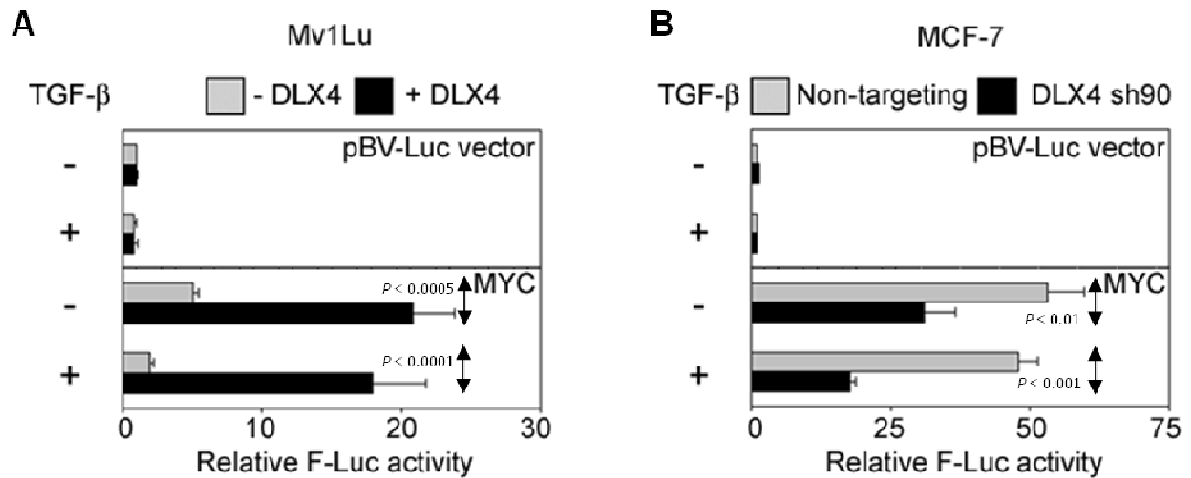 A
Mv1Lu
TGF-β - DLX4 + DLX4
pBV-Luc vector
-
+
MYC
-
P < 0.0005
+
P < 0.0001
0 10 20 30
Relative F-Luc activity
B
MCF-7
TGF-β Non-targeting DLX4 sh90
pBV-Luc vector
-
+
MYC
-
P < 0.01
+
P < 0.001
0 25 50 75
Relative F-Luc activity